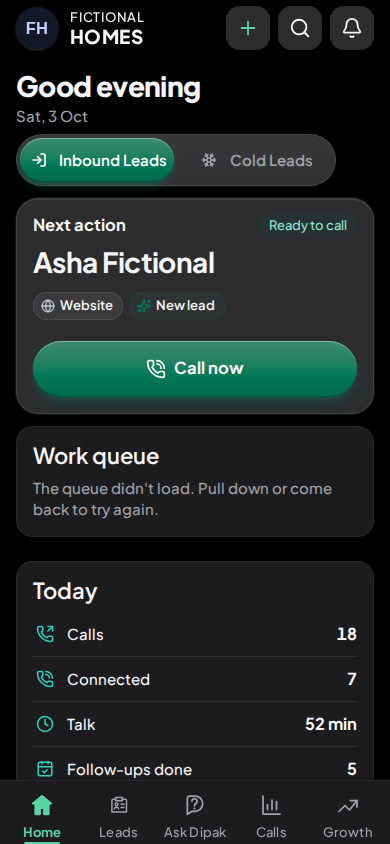 FH
FICTIONAL
HOMES
Good evening
Sat, 3 Oct
Inbound Leads
Cold Leads
Next action
Ready to call
Asha Fictional
Website
New lead
Call now
Work queue
The queue didn't load. Pull down or come
back to try again.
Today
Calls 18
Connected 7
Talk 52 min
Follow-ups done 5
Home Leads Ask Dipak Calls Growth